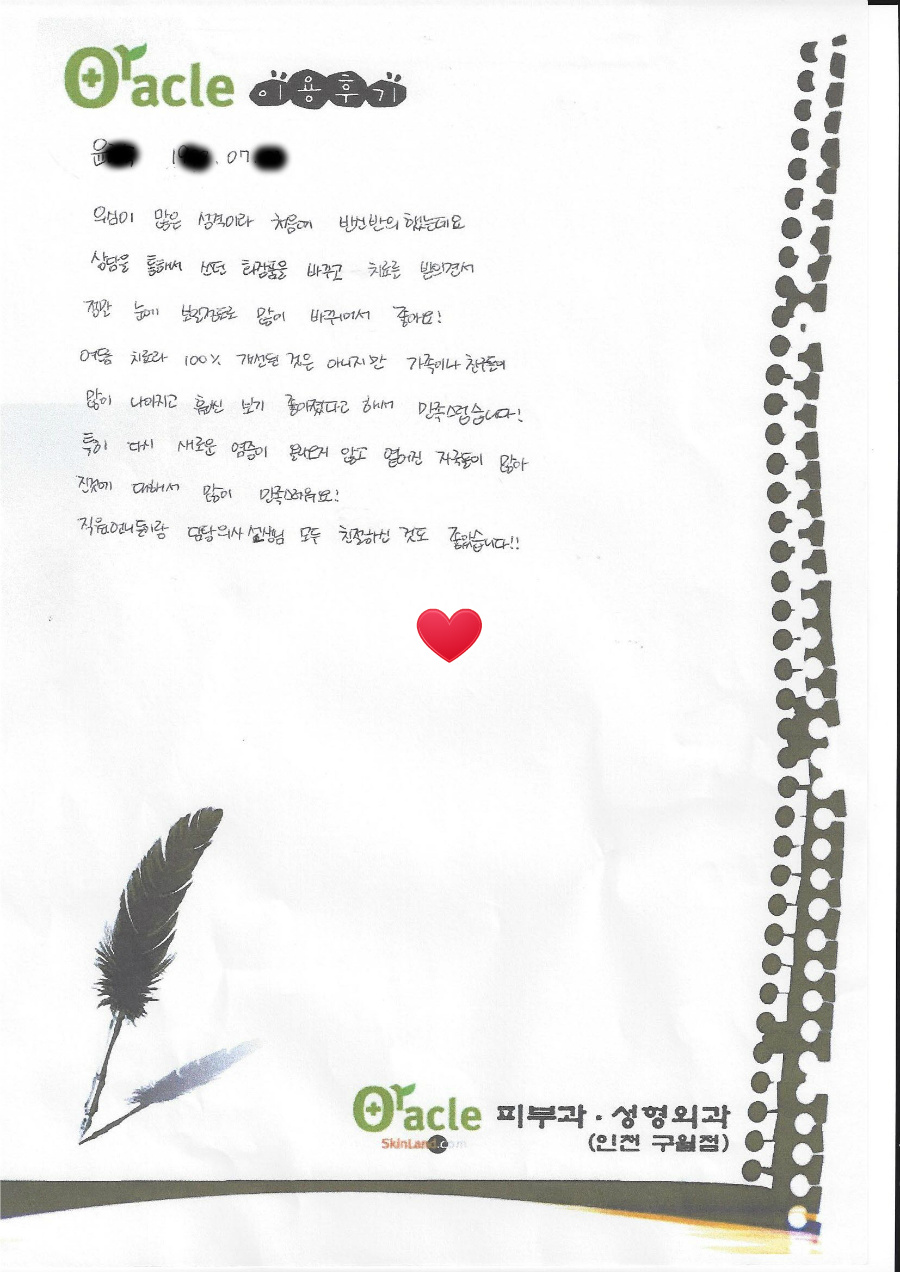 Oracle 이용후기
윤 1 . 07
의심이 많은 성격이라 처음에 반신반의 했는데요
상담을 통해서 쓰던 화장품을 바꾸고 치료를 받으면서
정말 눈에 보일정도로 많이 바뀌어서 좋아요!
여드름 치료라 100% 개선된 것은 아니지만 가족이나 친구들이
많이 나아지고 훨씬 보기 좋아졌다고 해서 만족스럽습니다!
특히 다시 새로운 염증이 올라오지 않고 옅어진 자국들이 많아
진것에 대해서 많이 만족스러워요!
직원언니들이랑 담당의사 선생님 모두 친절하신 것도 좋았습니다!!
Oracle 피부과·성형외과
SkinLand.com (인천 구월점)